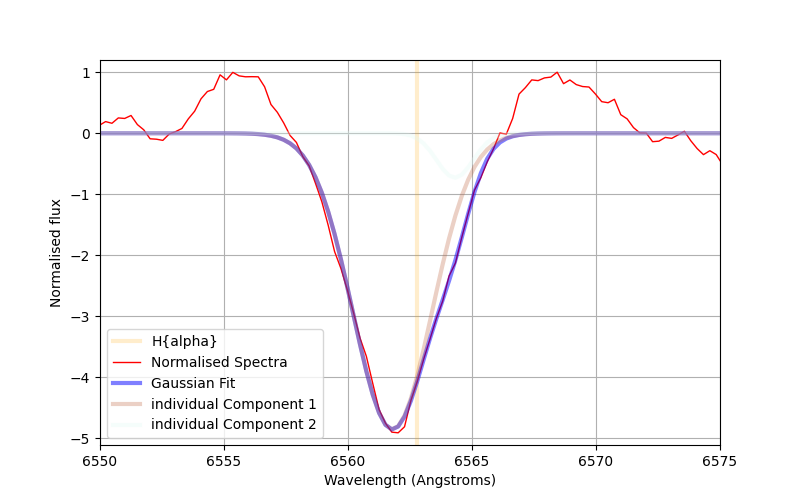 1
0
−1
−2
−3
−4
−5
Normalised flux
H{alpha}
Normalised Spectra
Gaussian Fit
individual Component 1
individual Component 2
6550 6555 6560 6565 6570 6575
Wavelength (Angstroms)